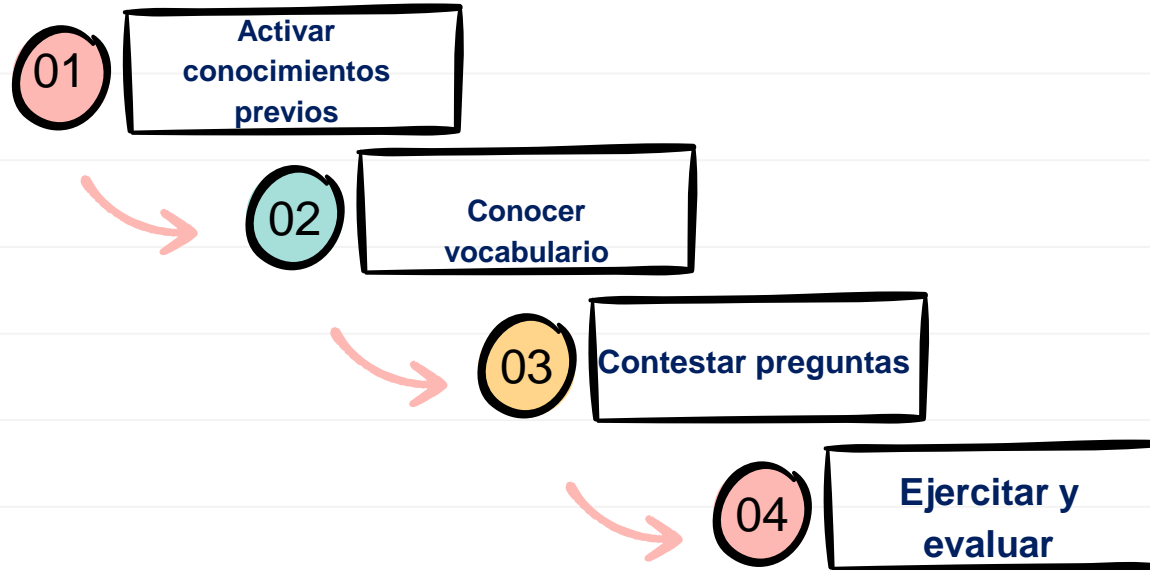 01
Activar
conocimientos
previos
02
Conocer
vocabulario
03
Contestar preguntas
04
Ejercitar y
evaluar